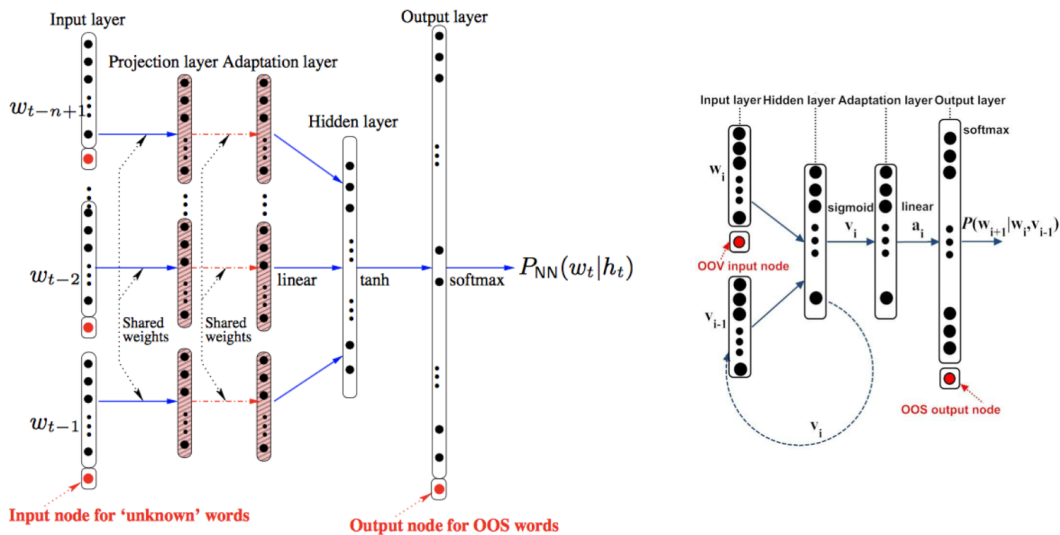 Input layer
Output layer
Projection layer
Adaptation layer
w_{t-n+1}
Hidden layer
w_{t-2}
linear
tanh
softmax
P_{NN}(w_t|h_t)
Shared
weights
Shared
weights
w_{t-1}
Input node for ‘unknown’ words
Output node for OOS words
Input layer
Hidden layer
Adaptation layer
Output layer
softmax
w_i
sigmoid
linear
v_i
a_i
P(w_{i+1}|w_i,v_{i-1})
OOV input node
v_{i-1}
OOS output node
v_i